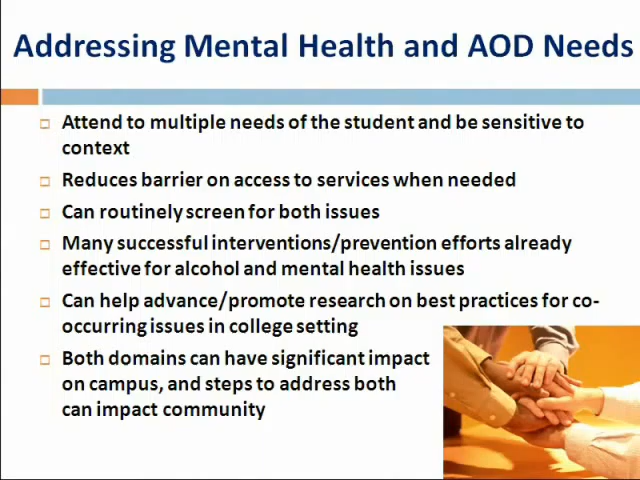 Addressing Mental Health and AOD Needs
Attend to multiple needs of the student and be sensitive to
context
Reduces barrier on access to services when needed
Can routinely screen for both issues
Many successful interventions/prevention efforts already
effective for alcohol and mental health issues
Can help advance/promote research on best practices for co-
occurring issues in college setting
Both domains can have significant impact
on campus, and steps to address both
can impact community